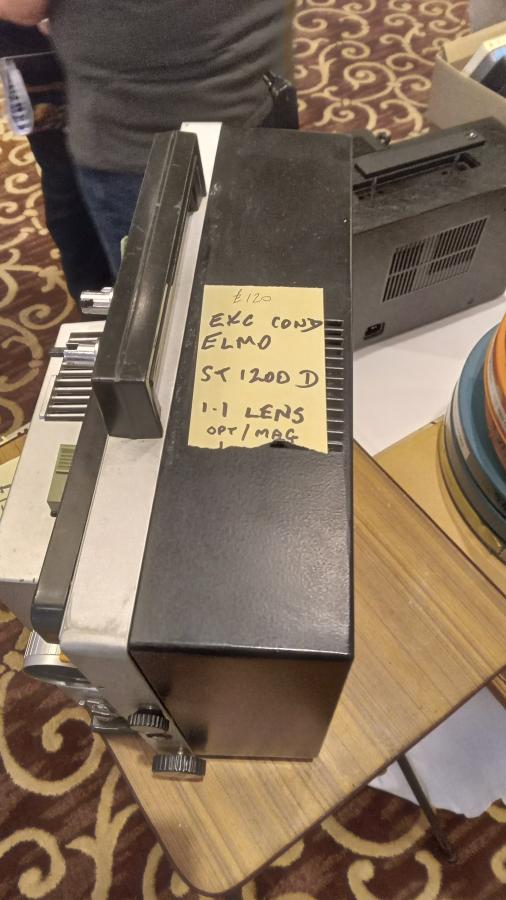 £120
EXC COND
ELMO
ST 1200 D
1.1 LENS
OPT/MAG